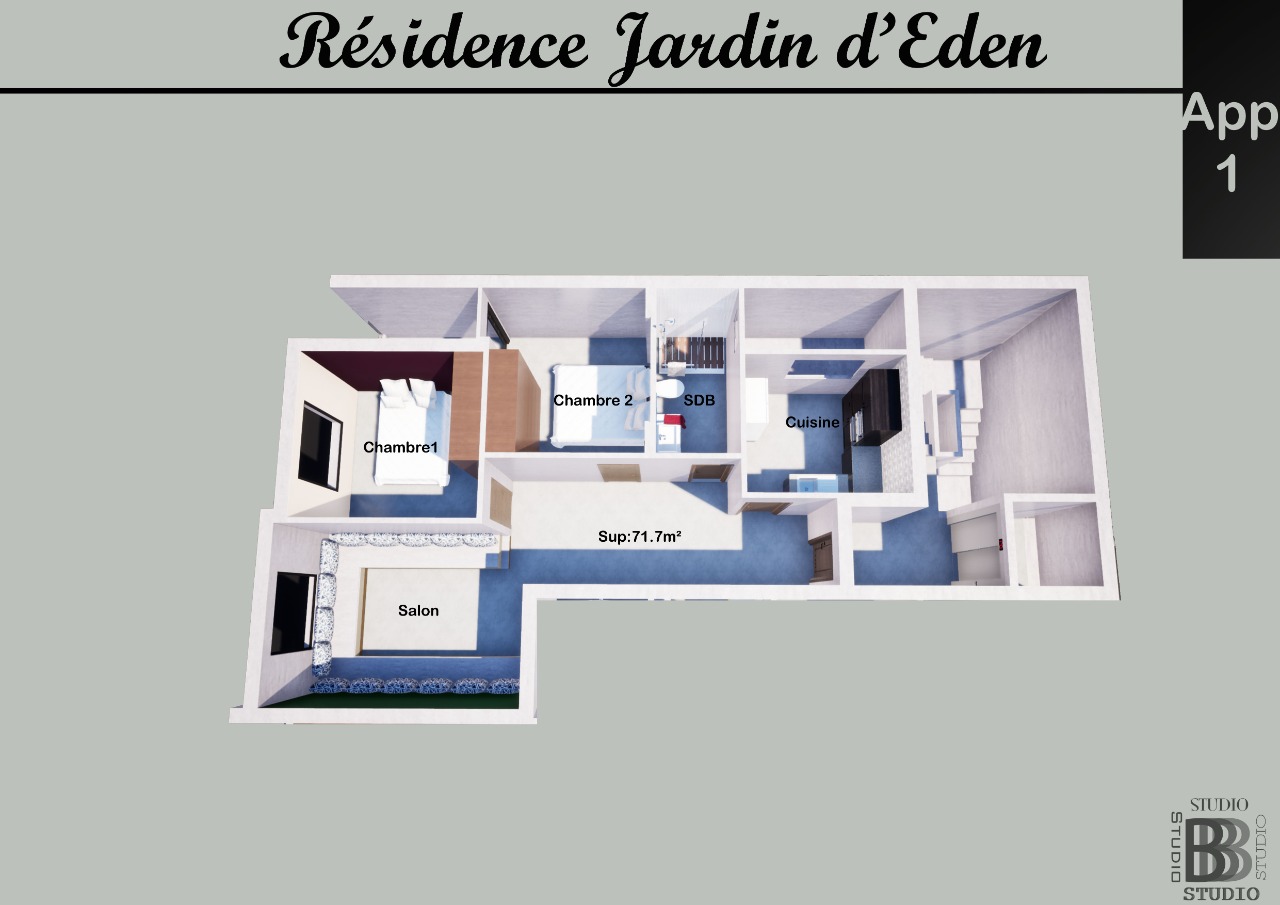 Résidence Jardin d'Eden
App
1
Chambre 2
SDB
Cuisine
Chambre1
Sup:71.7m²
Salon
STUDIO
STUDIO
BBB
STUDIO
STUDIO